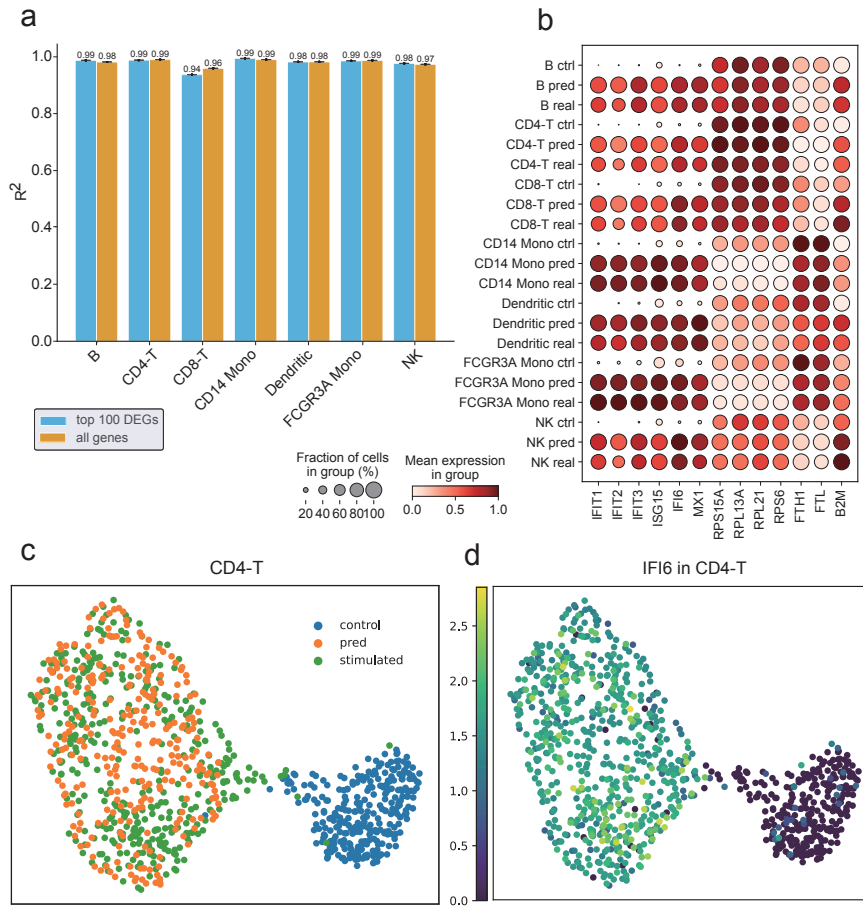 a
R2
1.0
0.8
0.6
0.4
0.2
0.0
0.99 0.98
0.99 0.99
0.94 0.96
0.99 0.99
0.98 0.98
0.99 0.99
0.98 0.97
B
CD4-T
CD8-T
CD14 Mono
Dendritic
FCGR3A Mono
NK
top 100 DEGs
all genes
b
B ctrl
B pred
B real
CD4-T ctrl
CD4-T pred
CD4-T real
CD8-T ctrl
CD8-T pred
CD8-T real
CD14 Mono ctrl
CD14 Mono pred
CD14 Mono real
Dendritic ctrl
Dendritic pred
Dendritic real
FCGR3A Mono ctrl
FCGR3A Mono pred
FCGR3A Mono real
NK ctrl
NK pred
NK real
IFIT1
IFIT2
IFIT3
ISG15
IFI6
MX1
RPS15A
RPL13A
RPL21
RPS6
FTH1
FTL
B2M
Fraction of cells
in group (%)
20 40 60 80100
Mean expression
in group
0.0 0.5 1.0
c
CD4-T
control
pred
stimulated
d
IFI6 in CD4-T
2.5
2.0
1.5
1.0
0.5
0.0